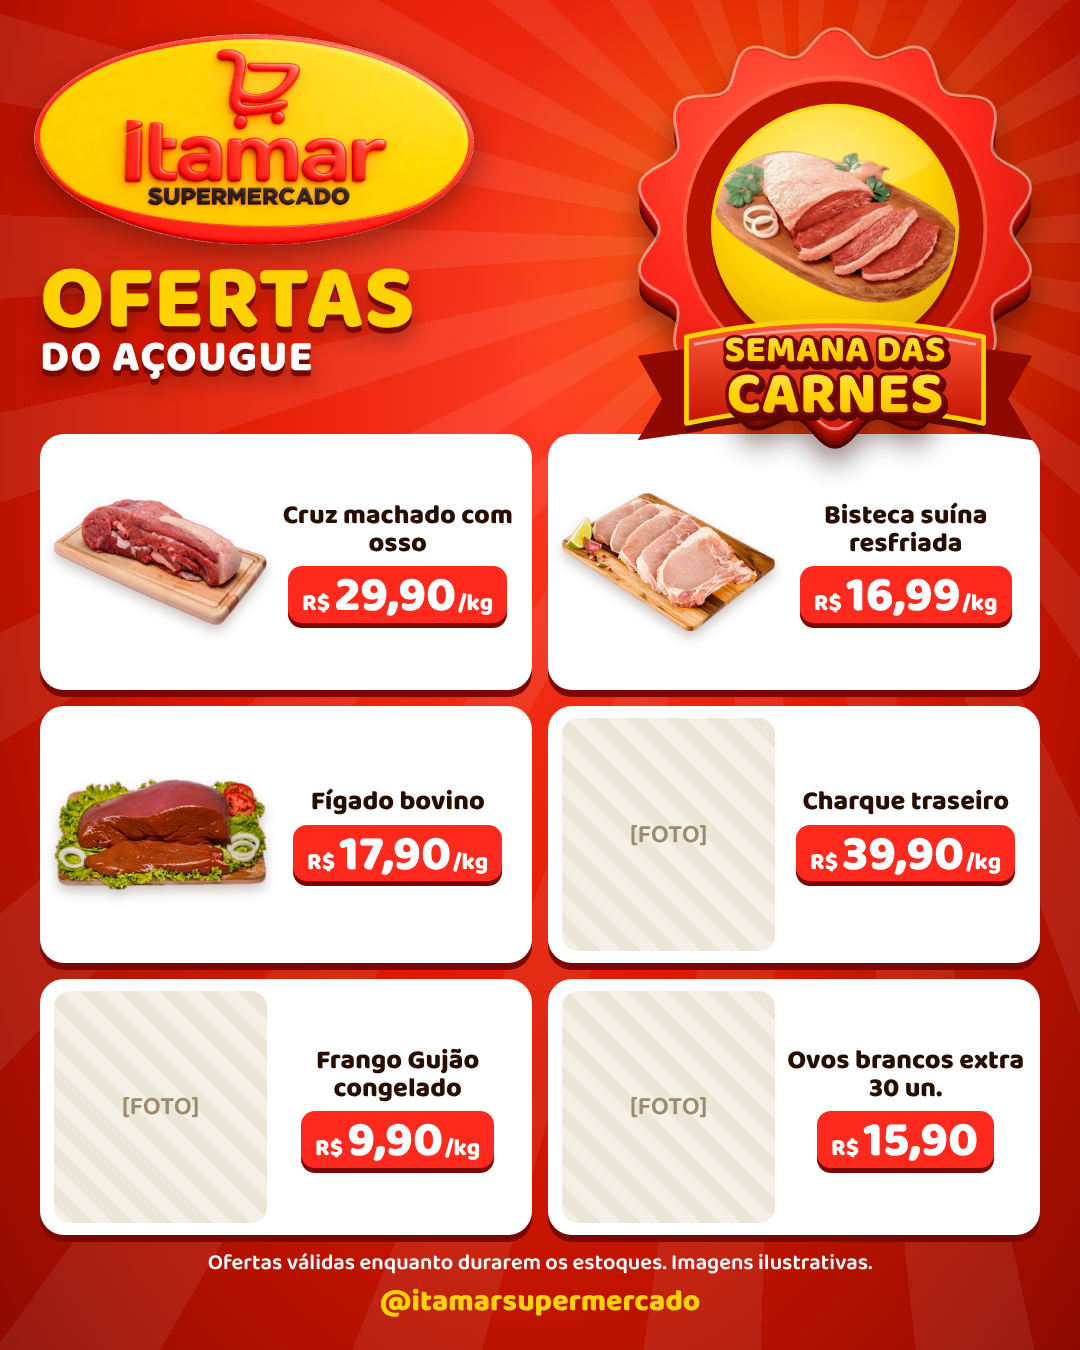 itamar
SUPERMERCADO
OFERTAS
DO AÇOUGUE
SEMANA DAS
CARNES
Cruz machado com
osso
R$ 29,90/kg
Bisteca suína
resfriada
R$ 16,99/kg
Fígado bovino
R$ 17,90/kg
[FOTO]
Charque traseiro
R$ 39,90/kg
[FOTO]
Frango Gujão
congelado
R$ 9,90/kg
[FOTO]
Ovos brancos extra
30 un.
R$ 15,90
Ofertas válidas enquanto durarem os estoques. Imagens ilustrativas.
@itamarsupermercado